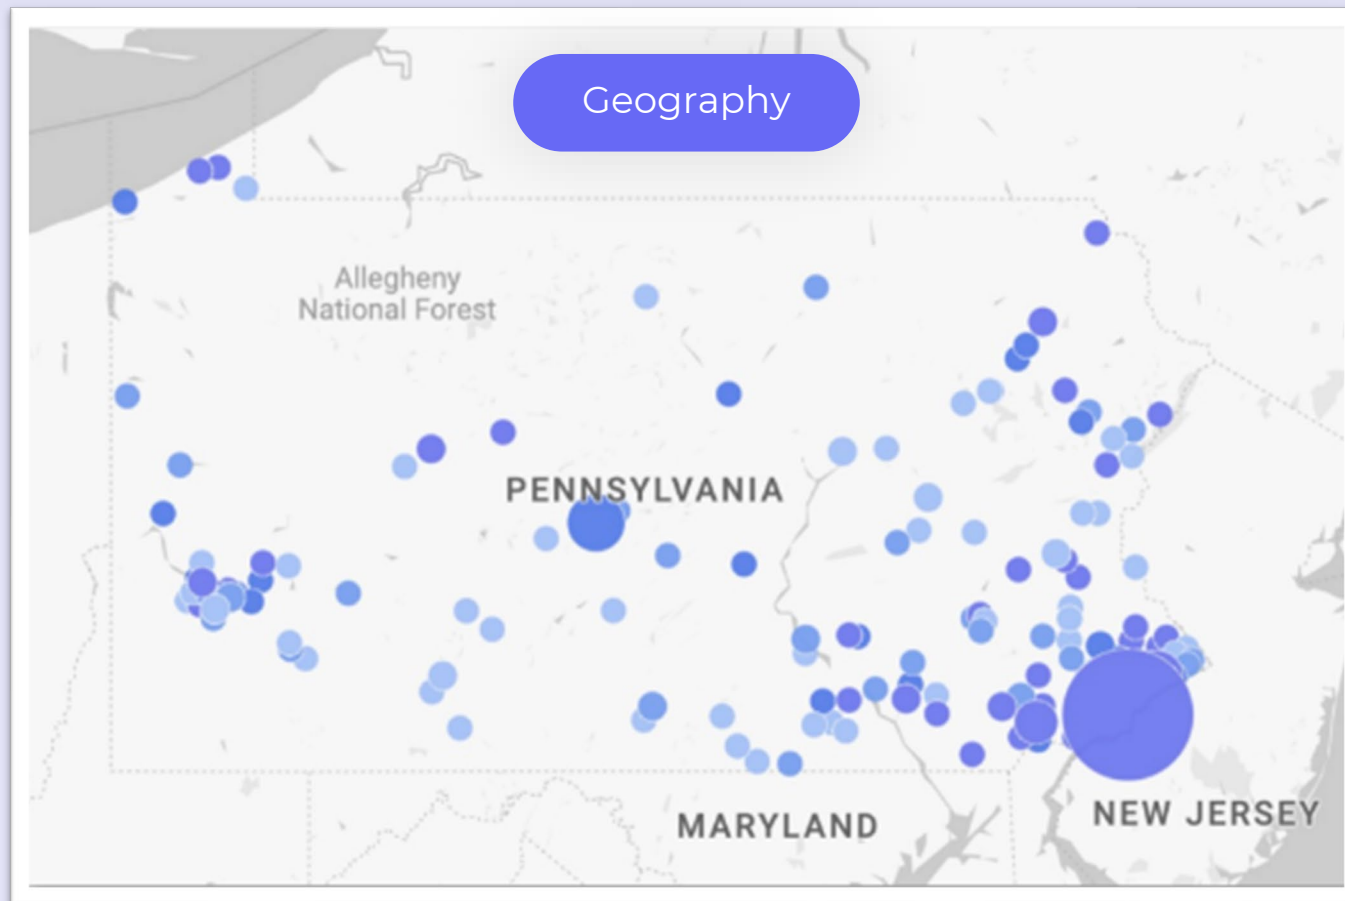 Geography
Allegheny
National Forest
PENNSYLVANIA
MARYLAND
NEW JERSEY